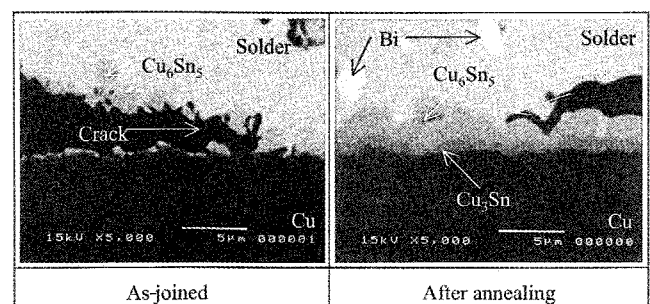 Solder
Cu₆Sn₅
Crack
Cu
15kV X5,000 5µm 000001
Bi
Solder
Cu₆Sn₅
Cu₃Sn
Cu
15kV X5,000 5µm 000000
As-joined
After annealing